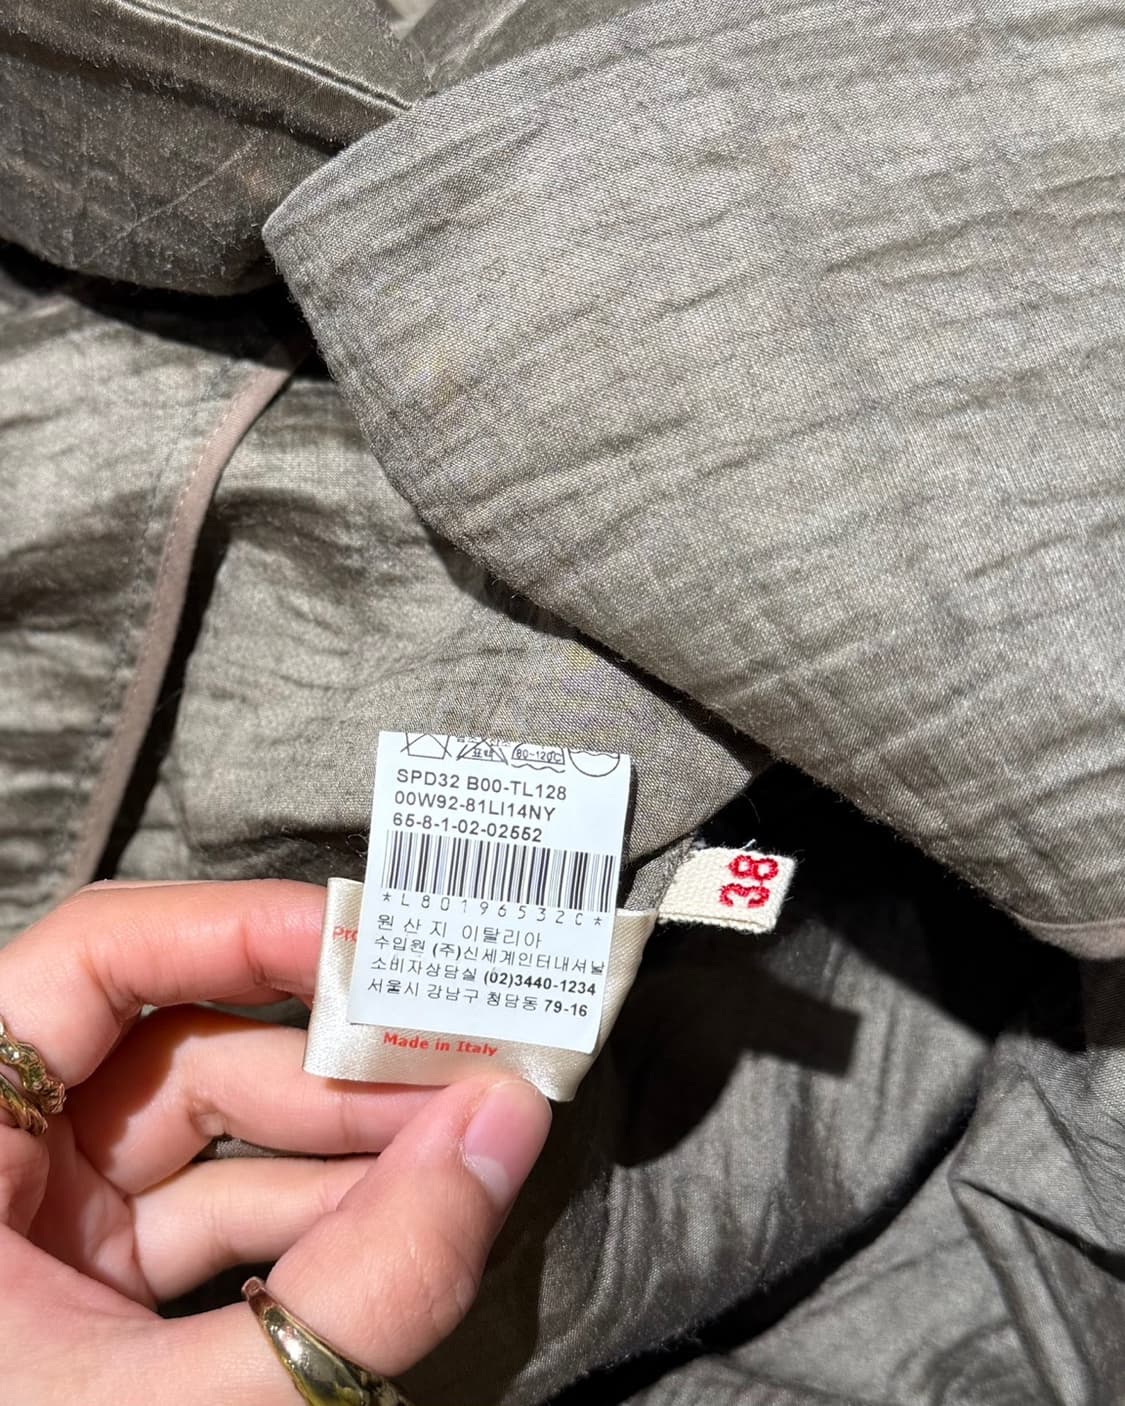 80~120℃
SPD32 B00-TL128
00W92-81LI14NY
65-8-1-02-02552
*L80196532C*
원산지 이탈리아
수입원 (주)신세계인터내셔날
소비자상담실 (02)3440-1234
서울시 강남구 청담동 79-16
Made in Italy
38